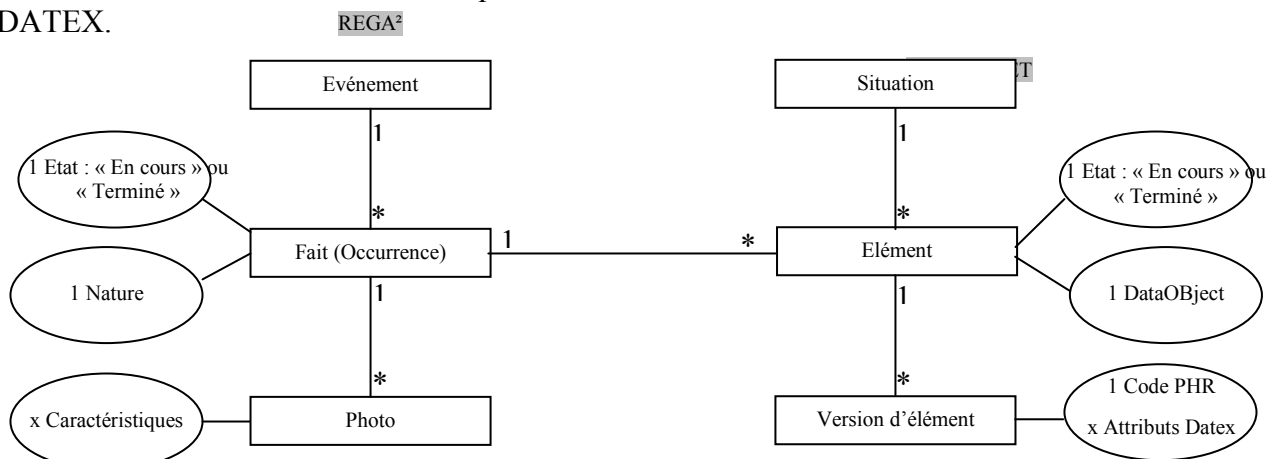 DATEX.
REGA²
Evénement
Situation
1
1
1 Etat : « En cours » ou
« Terminé »
1 Etat : « En cours » ou
« Terminé »
*
*
Fait (Occurrence)
1
*
Elément
1 Nature
1
1
1 DataOBject
*
*
x Caractéristiques
Photo
Version d’élément
1 Code PHR
x Attributs Datex